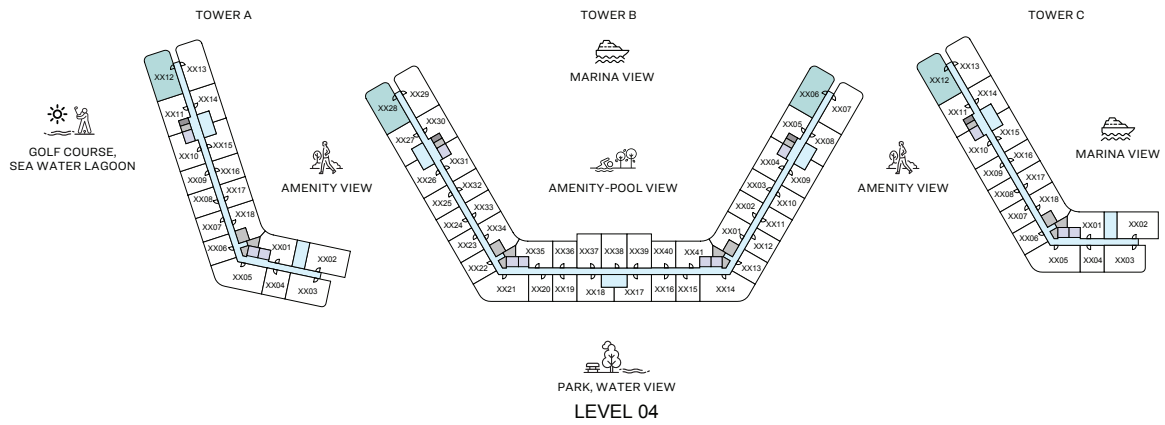 TOWER A
TOWER B
TOWER C
MARINA VIEW
GOLF COURSE,
SEA WATER LAGOON
AMENITY VIEW
AMENITY-POOL VIEW
AMENITY VIEW
MARINA VIEW
XX13
XX12
XX14
XX11
XX15
XX10
XX16
XX09
XX17
XX08
XX18
XX07
XX06
XX01
XX02
XX05
XX04
XX03
XX29
XX28
XX30
XX27
XX31
XX26
XX32
XX25
XX33
XX24
XX34
XX23
XX22
XX35
XX36
XX37
XX38
XX39
XX40
XX41
XX21
XX20
XX19
XX18
XX17
XX16
XX15
XX14
XX06
XX07
XX05
XX08
XX04
XX09
XX03
XX10
XX02
XX11
XX01
XX12
XX13
XX13
XX12
XX14
XX11
XX15
XX10
XX16
XX09
XX17
XX08
XX18
XX07
XX06
XX01
XX02
XX05
XX04
XX03
PARK, WATER VIEW
LEVEL 04